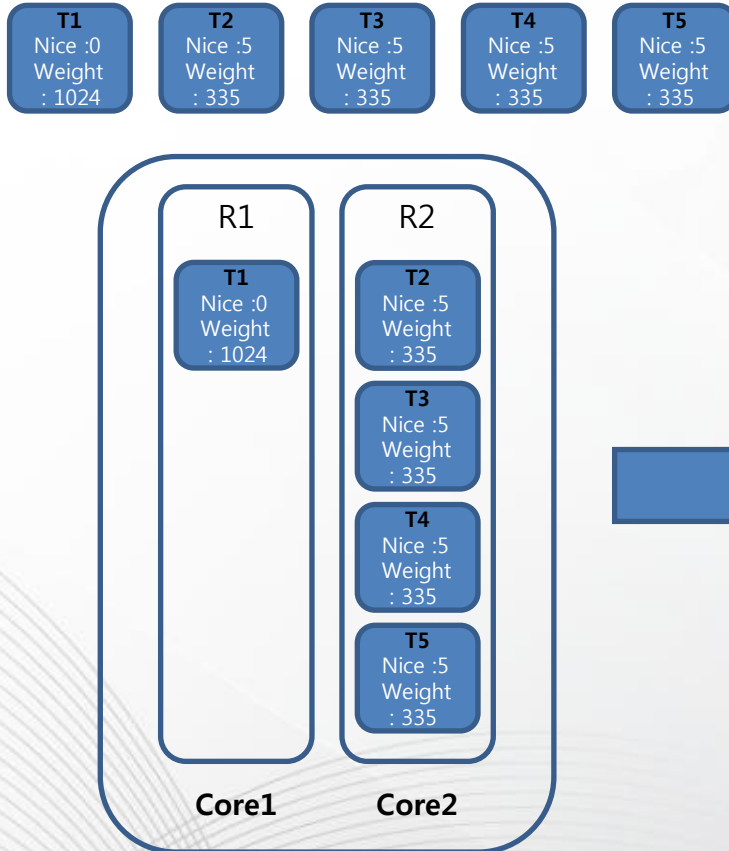 T1
Nice :0
Weight
: 1024
T2
Nice :5
Weight
: 335
T3
Nice :5
Weight
: 335
T4
Nice :5
Weight
: 335
T5
Nice :5
Weight
: 335
R1
R2
T1
Nice :0
Weight
: 1024
T2
Nice :5
Weight
: 335
T3
Nice :5
Weight
: 335
T4
Nice :5
Weight
: 335
T5
Nice :5
Weight
: 335
Core1
Core2